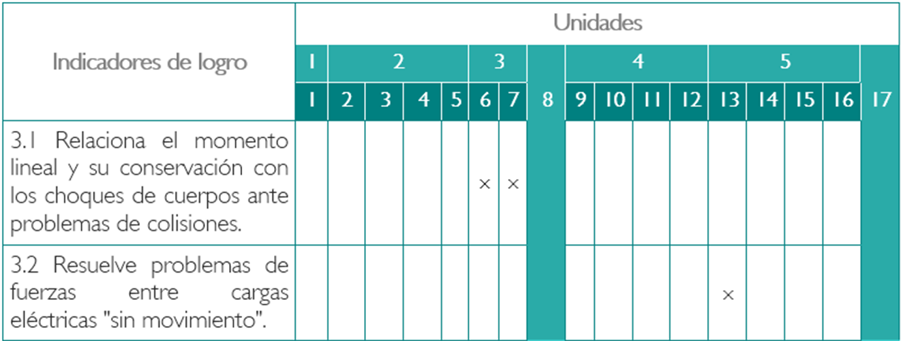 Indicadores de logro
Unidades
1 2 3 4 5
1 2 3 4 5 6 7 8 9 10 11 12 13 14 15 16 17
3.1 Relaciona el momento
lineal y su conservación con
los choques de cuerpos ante
problemas de colisiones.
× ×
3.2 Resuelve problemas de
fuerzas entre cargas
eléctricas "sin movimiento".
×